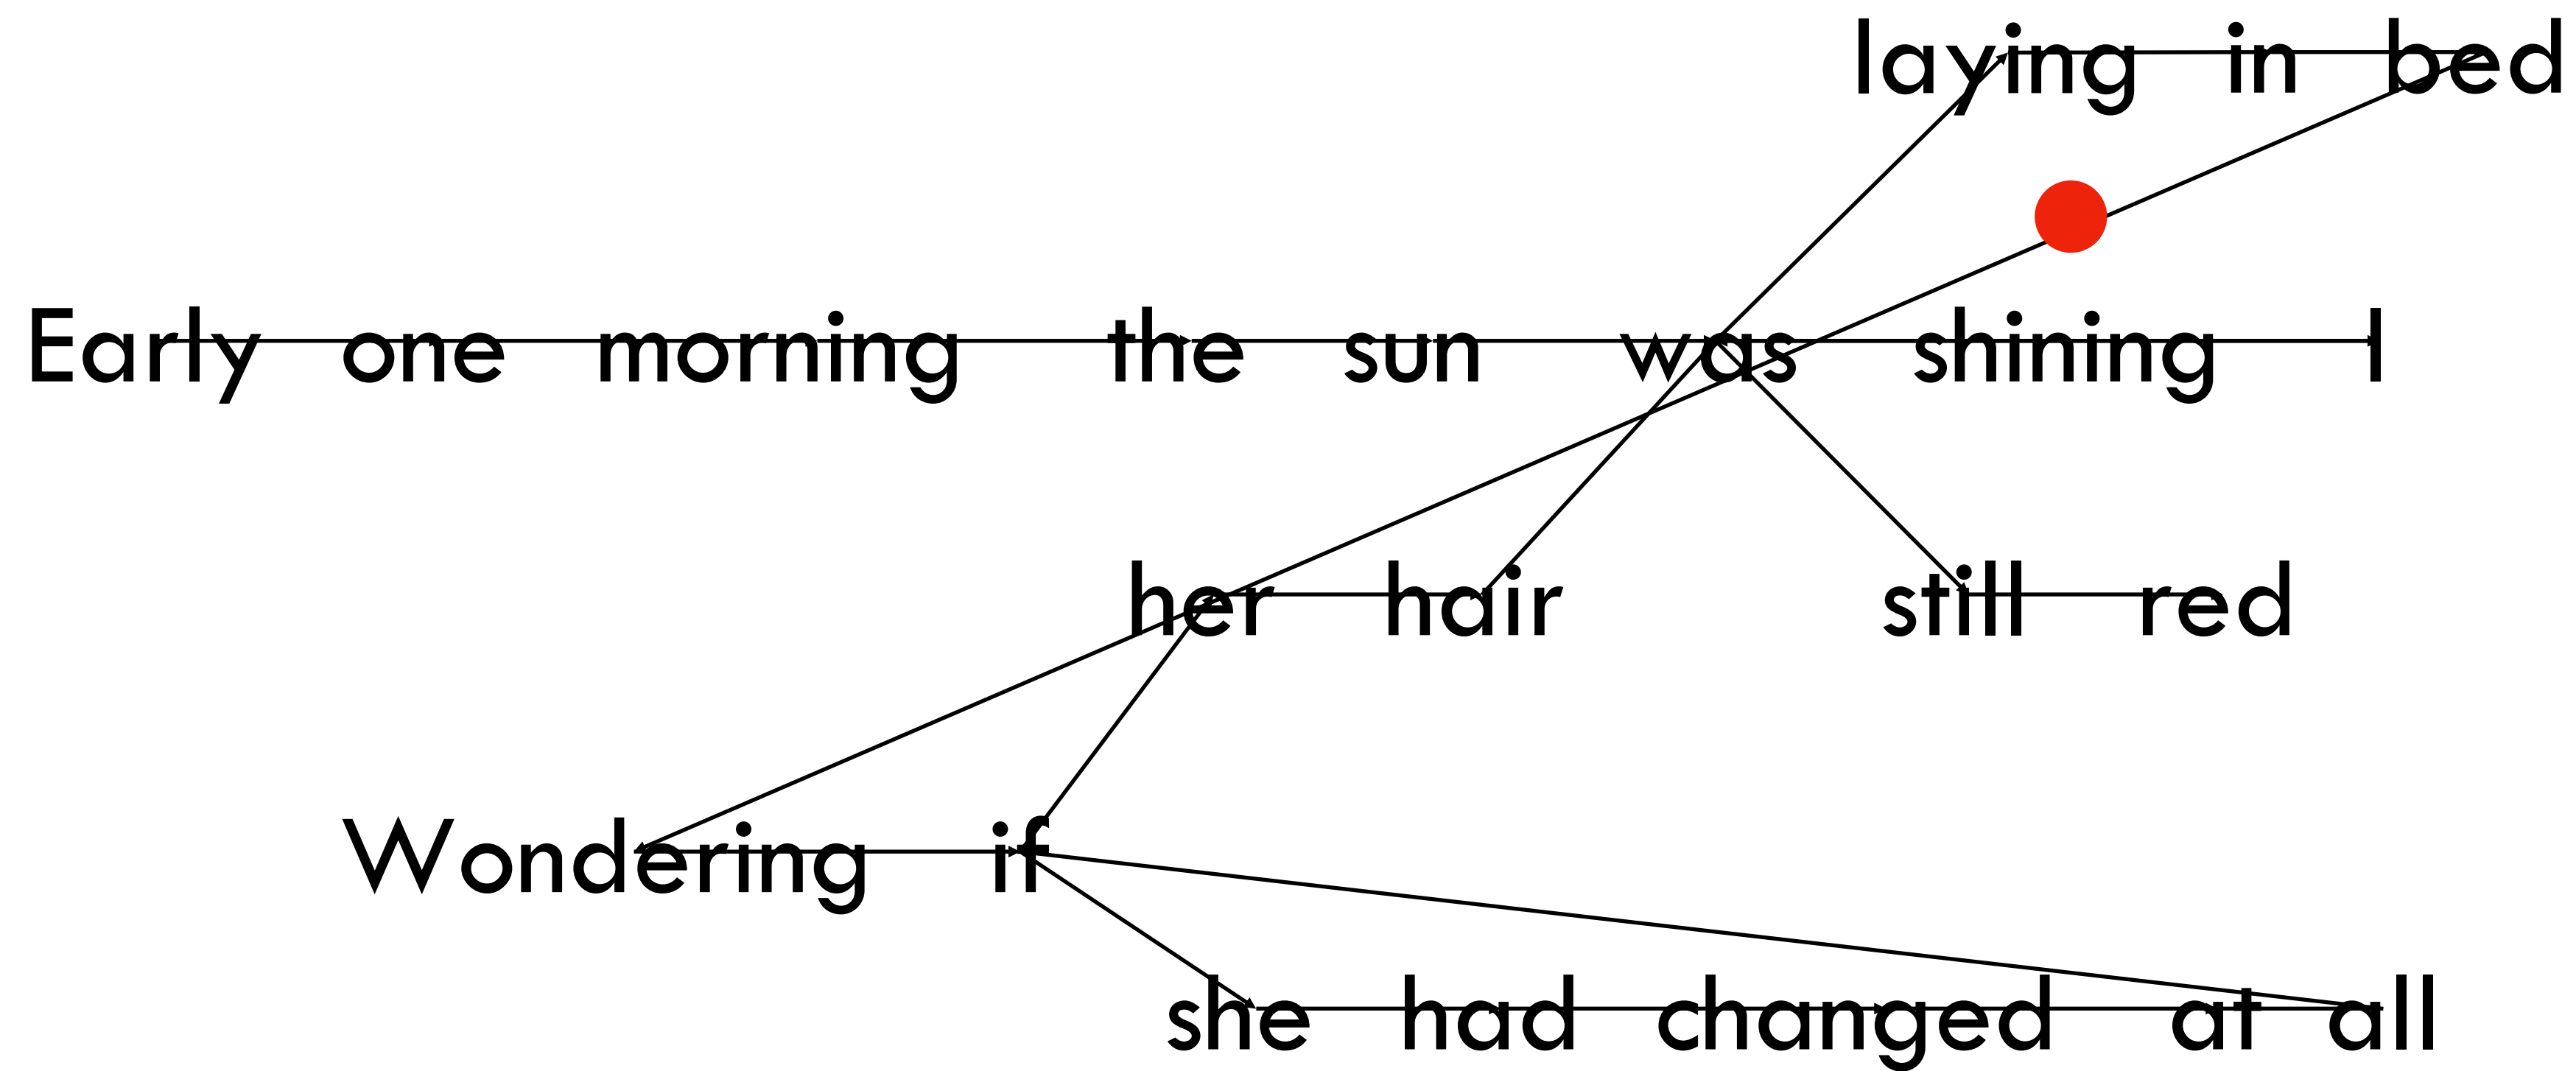 laying in bed
Early one morning the sun was shining I
her hair still red
Wondering if
she had changed at all